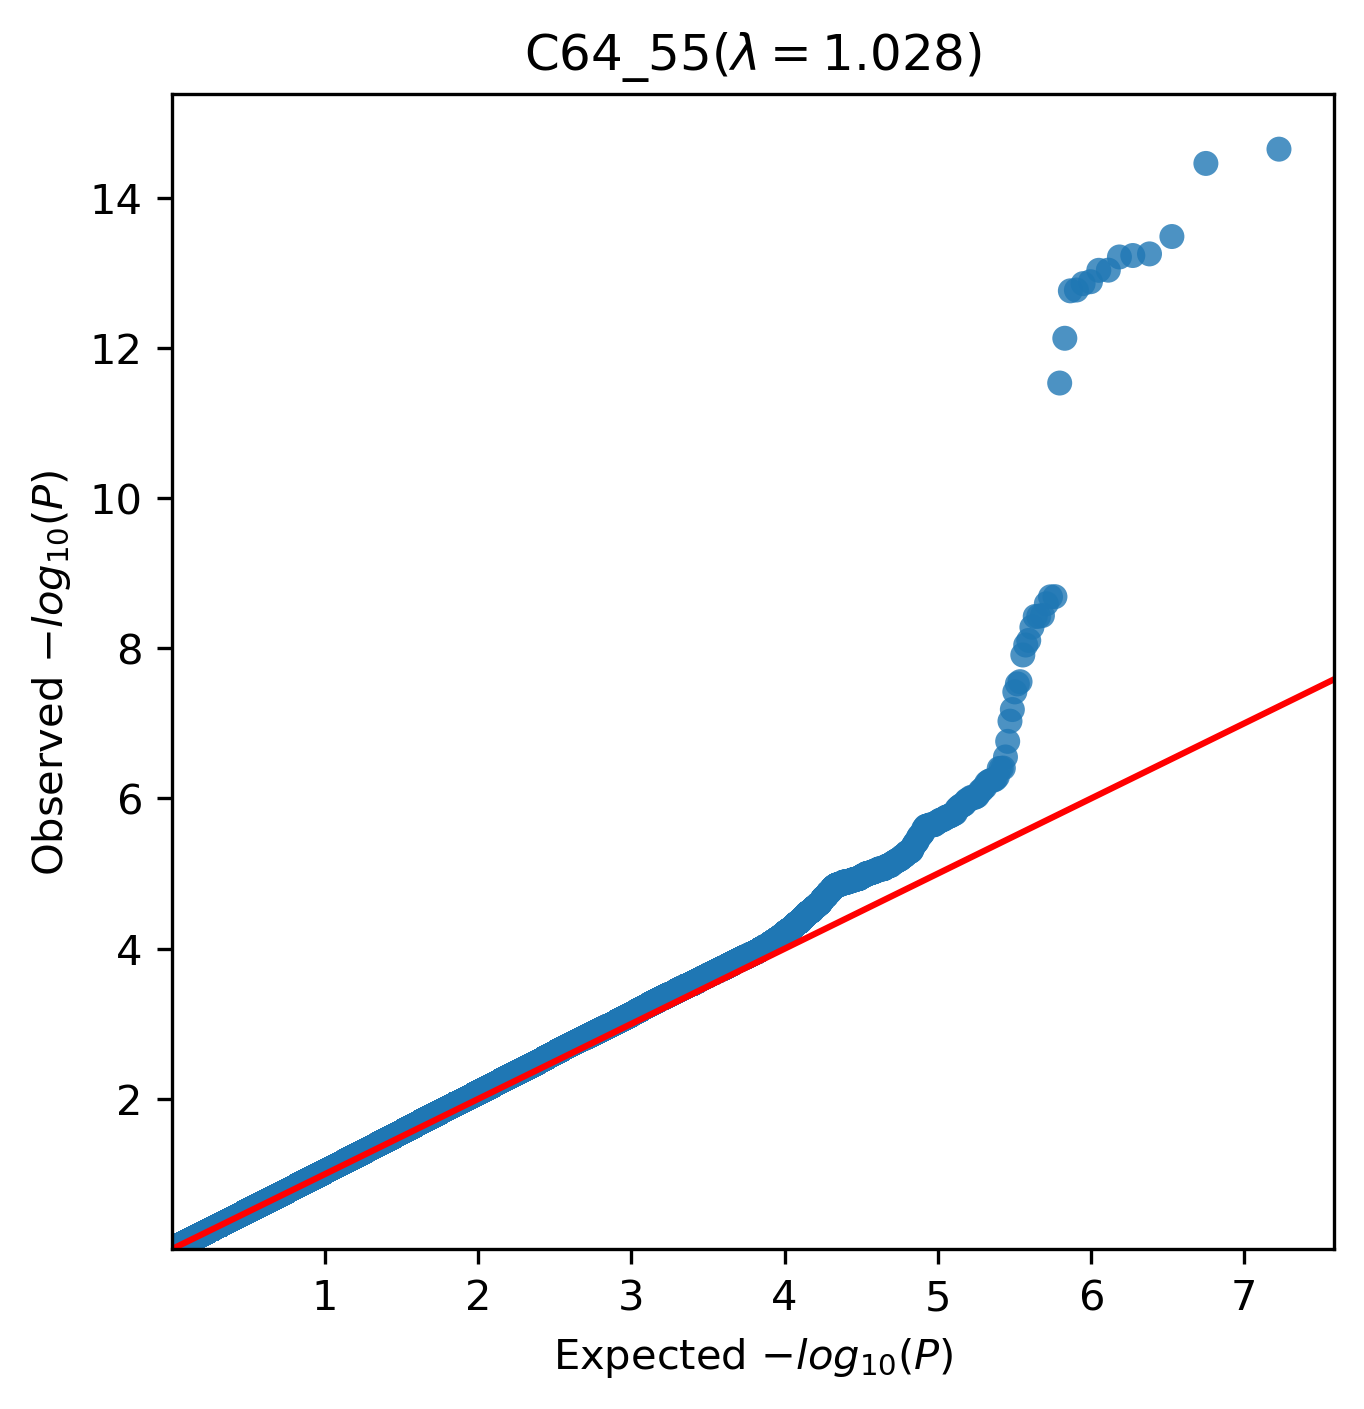 C64_55(λ = 1.028)
Observed −log₁₀(P)
14
12
10
8
6
4
2
1 2 3 4 5 6 7
Expected −log₁₀(P)